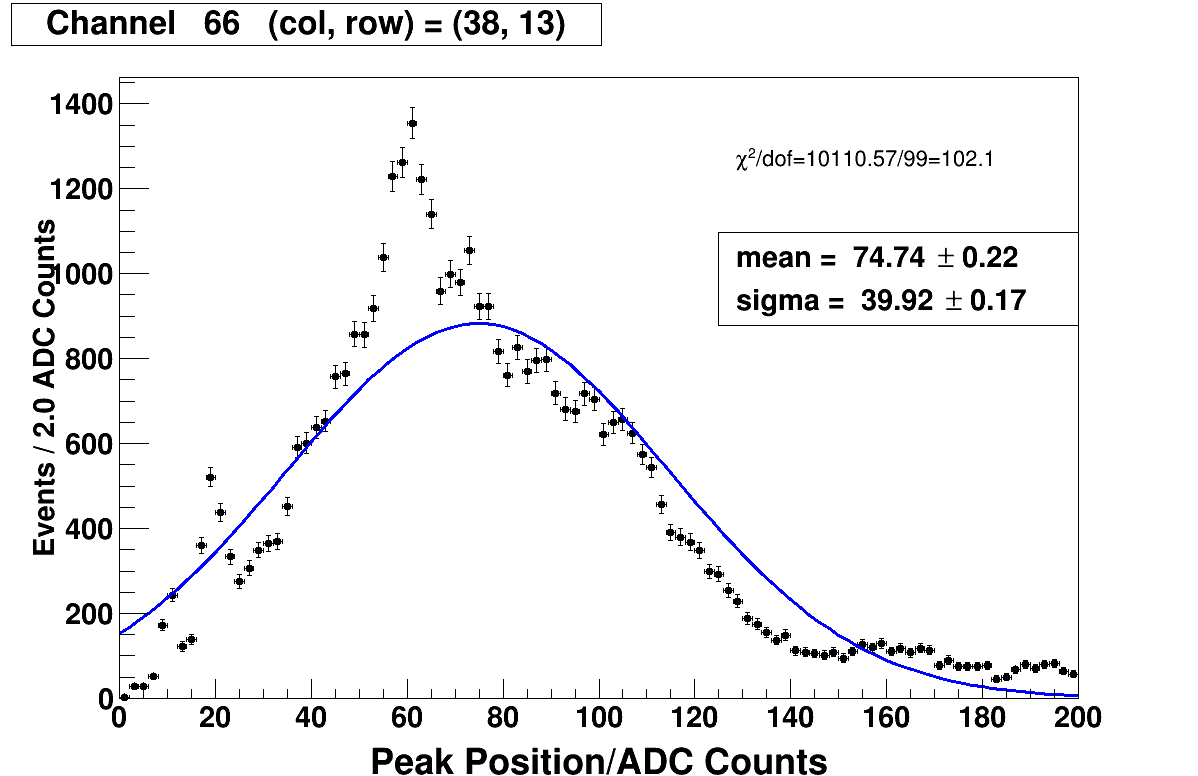 Channel 66 (col, row) = (38, 13)
Events / 2.0 ADC Counts
1400
1200
1000
800
600
400
200
0
χ²/dof=10110.57/99=102.1
mean = 74.74 ± 0.22
sigma = 39.92 ± 0.17
0 20 40 60 80 100 120 140 160 180 200
Peak Position/ADC Counts